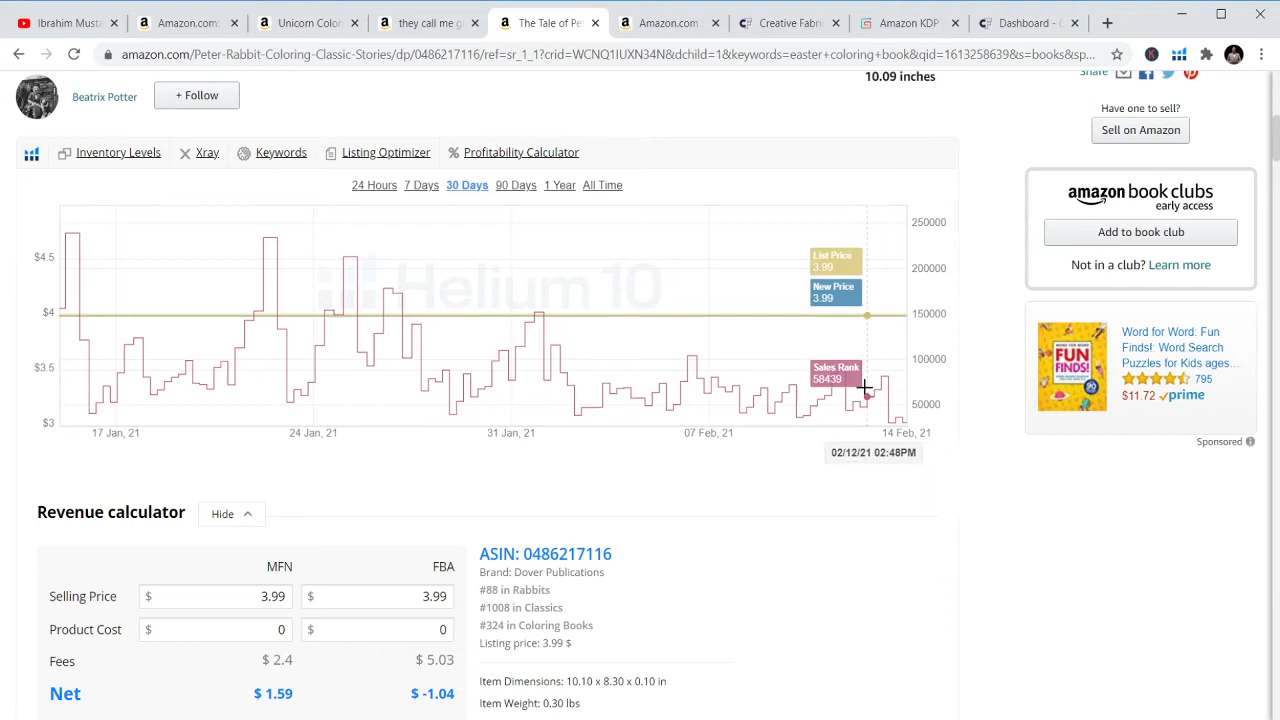 Ibrahim Musta
Amazon.com:
Unicorn Color
they call me g
The Tale of Pe
Amazon.com
Creative Fabri
Amazon KDP
Dashboard - C
amazon.com/Peter-Rabbit-Coloring-Classic-Stories/dp/0486217116/ref=sr_1_1?crid=WCNQ1IUXN34N&dchild=1&keywords=easter+coloring+book&qid=1613258639&s=books&sp...
Beatrix Potter
+ Follow
10.09 inches
Share
Have one to sell?
Sell on Amazon
Inventory Levels
Xray
Keywords
Listing Optimizer
% Profitability Calculator
24 Hours 7 Days 30 Days 90 Days 1 Year All Time
amazon book clubs
early access
Add to book club
Not in a club? Learn more
Helium 10
$4.5
$4
$3.5
$3
250000
200000
150000
100000
50000
List Price
3.99
New Price
3.99
Sales Rank
58439
17 Jan, 21
24 Jan, 21
31 Jan, 21
07 Feb, 21
14 Feb, 21
02/12/21 02:48PM
WORD FOR WORD:
FUN
FINDS!
Word for Word: Fun
Finds!: Word Search
Puzzles for Kids ages...
795
$11.72 prime
Sponsored
Revenue calculator
Hide
MFN FBA
Selling Price $ 3.99 $ 3.99
Product Cost $ 0 $ 0
Fees $ 2.4 $ 5.03
Net $ 1.59 $ -1.04
ASIN: 0486217116
Brand: Dover Publications
#88 in Rabbits
#1008 in Classics
#324 in Coloring Books
Listing price: 3.99 $
Item Dimensions: 10.10 x 8.30 x 0.10 in
Item Weight: 0.30 lbs